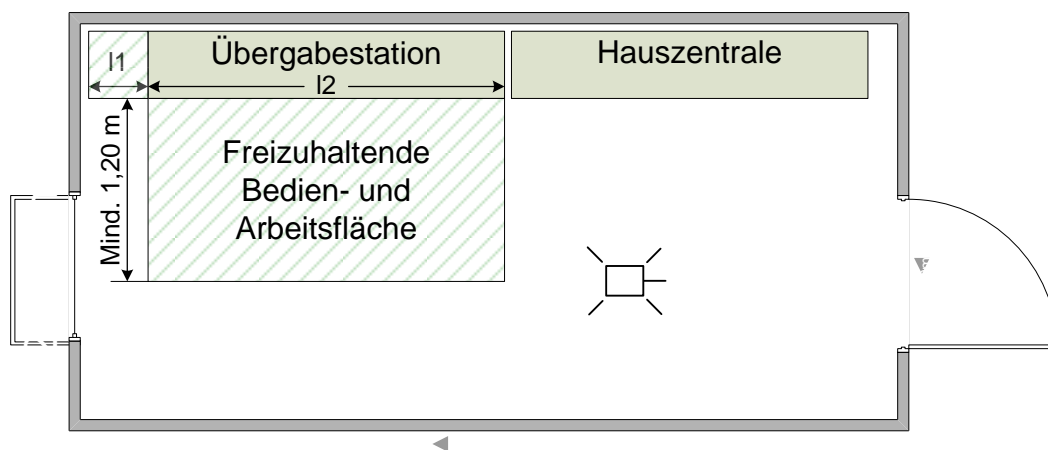 l1
Übergabestation
l2
Hauszentrale
Mind. 1,20 m
Freizuhaltende
Bedien- und
Arbeitsfläche